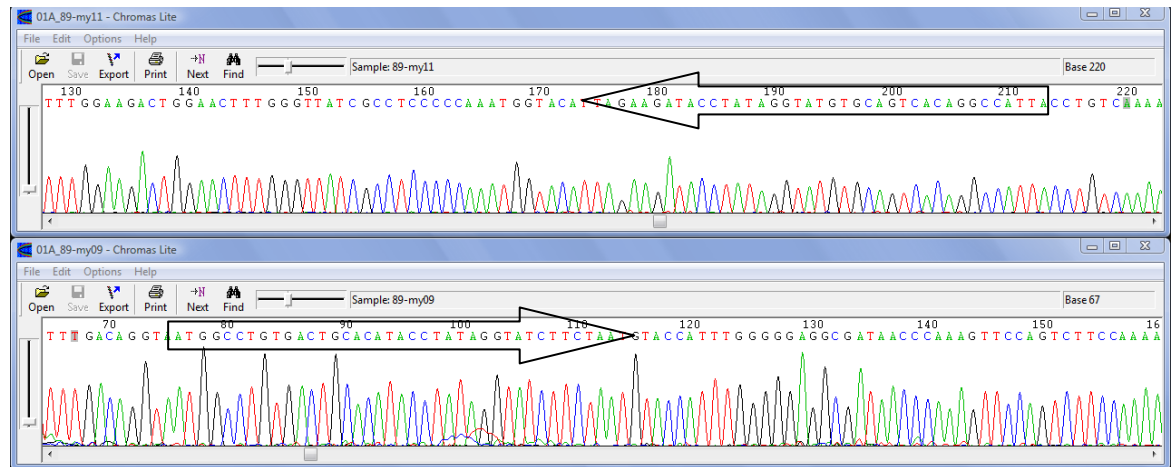 01A_89-my11 - Chromas Lite
File Edit Options Help
Open Save Export Print Next Find Sample: 89-my11 Base 220
130 140 150 160 170 180 190 200 210 220
TTTGGAAGACTGGAACTTTGGGTTATCGCCTCCCCCAAATGGTACATTAGAAGATACCTATAGGTATGTGCAGTCACAGGCCATTACCTGTCAAAA
01A_89-my09 - Chromas Lite
File Edit Options Help
Open Save Export Print Next Find Sample: 89-my09 Base 67
70 80 90 100 110 120 130 140 150 16
TTTGACAGGTAATGGCCTGTGACTGCACATACCTATAGGTATCTTCTAATGTACCATTTGGGGGAGGCGATAACCCAAAGTTCCAGTCTTCCAAAA